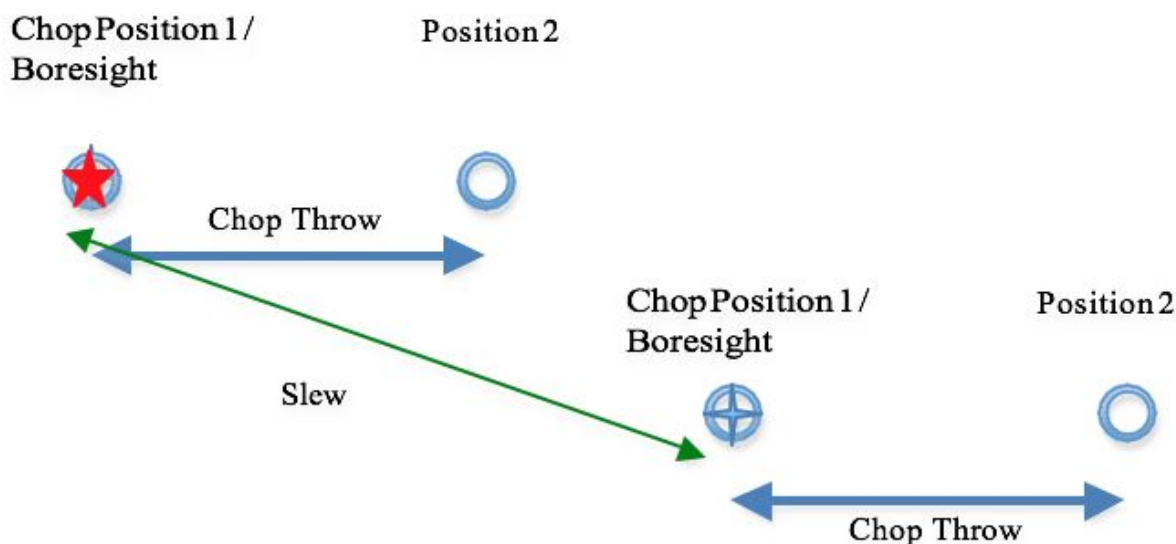 Chop Position 1 /
Boresight
Position 2
Chop Throw
Chop Position 1 /
Boresight
Position 2
Slew
Chop Throw